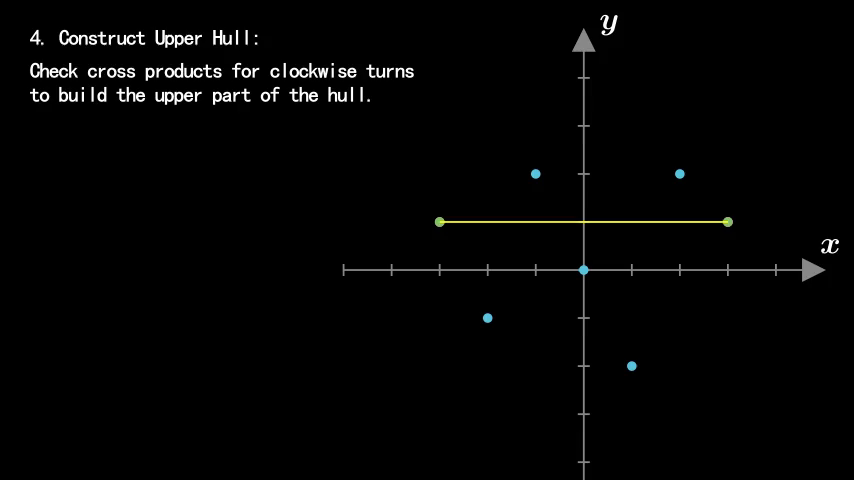 4. Construct Upper Hull:
Check cross products for clockwise turns
to build the upper part of the hull.
y
x